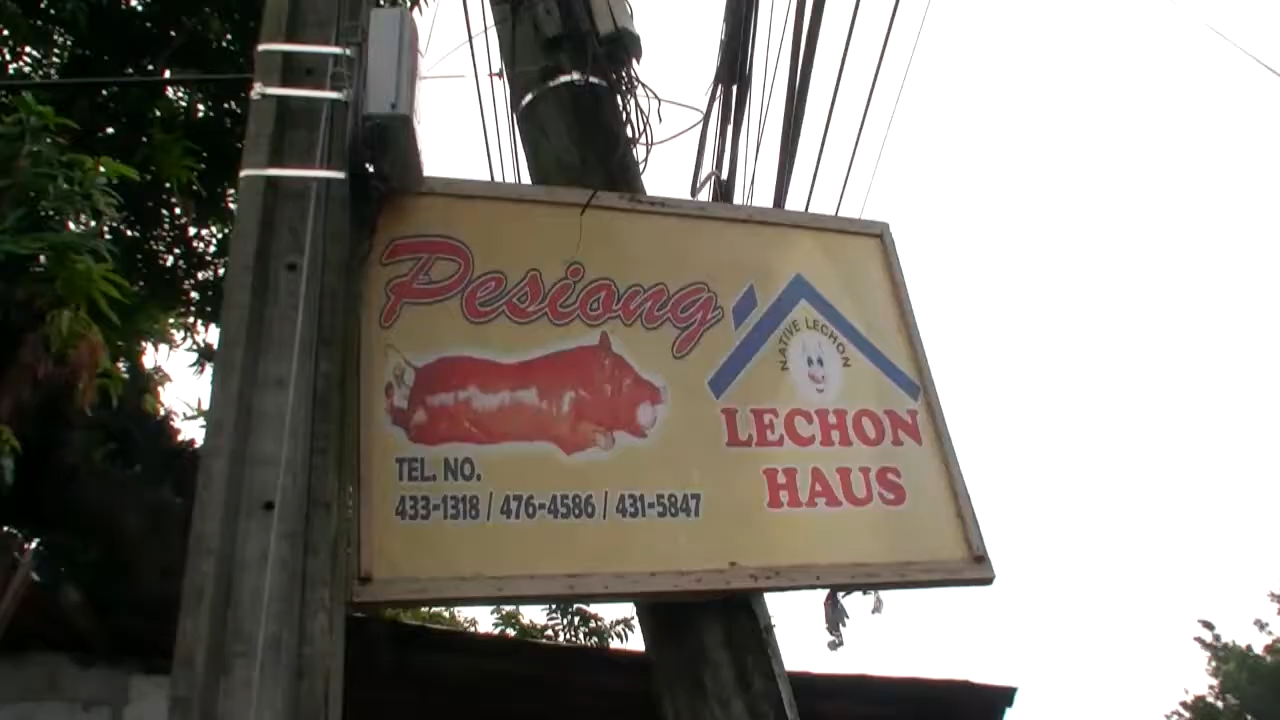 Pesiong
NATIVE LECHON
LECHON
HAUS
TEL. NO.
433-1318 / 476-4586 / 431-5847